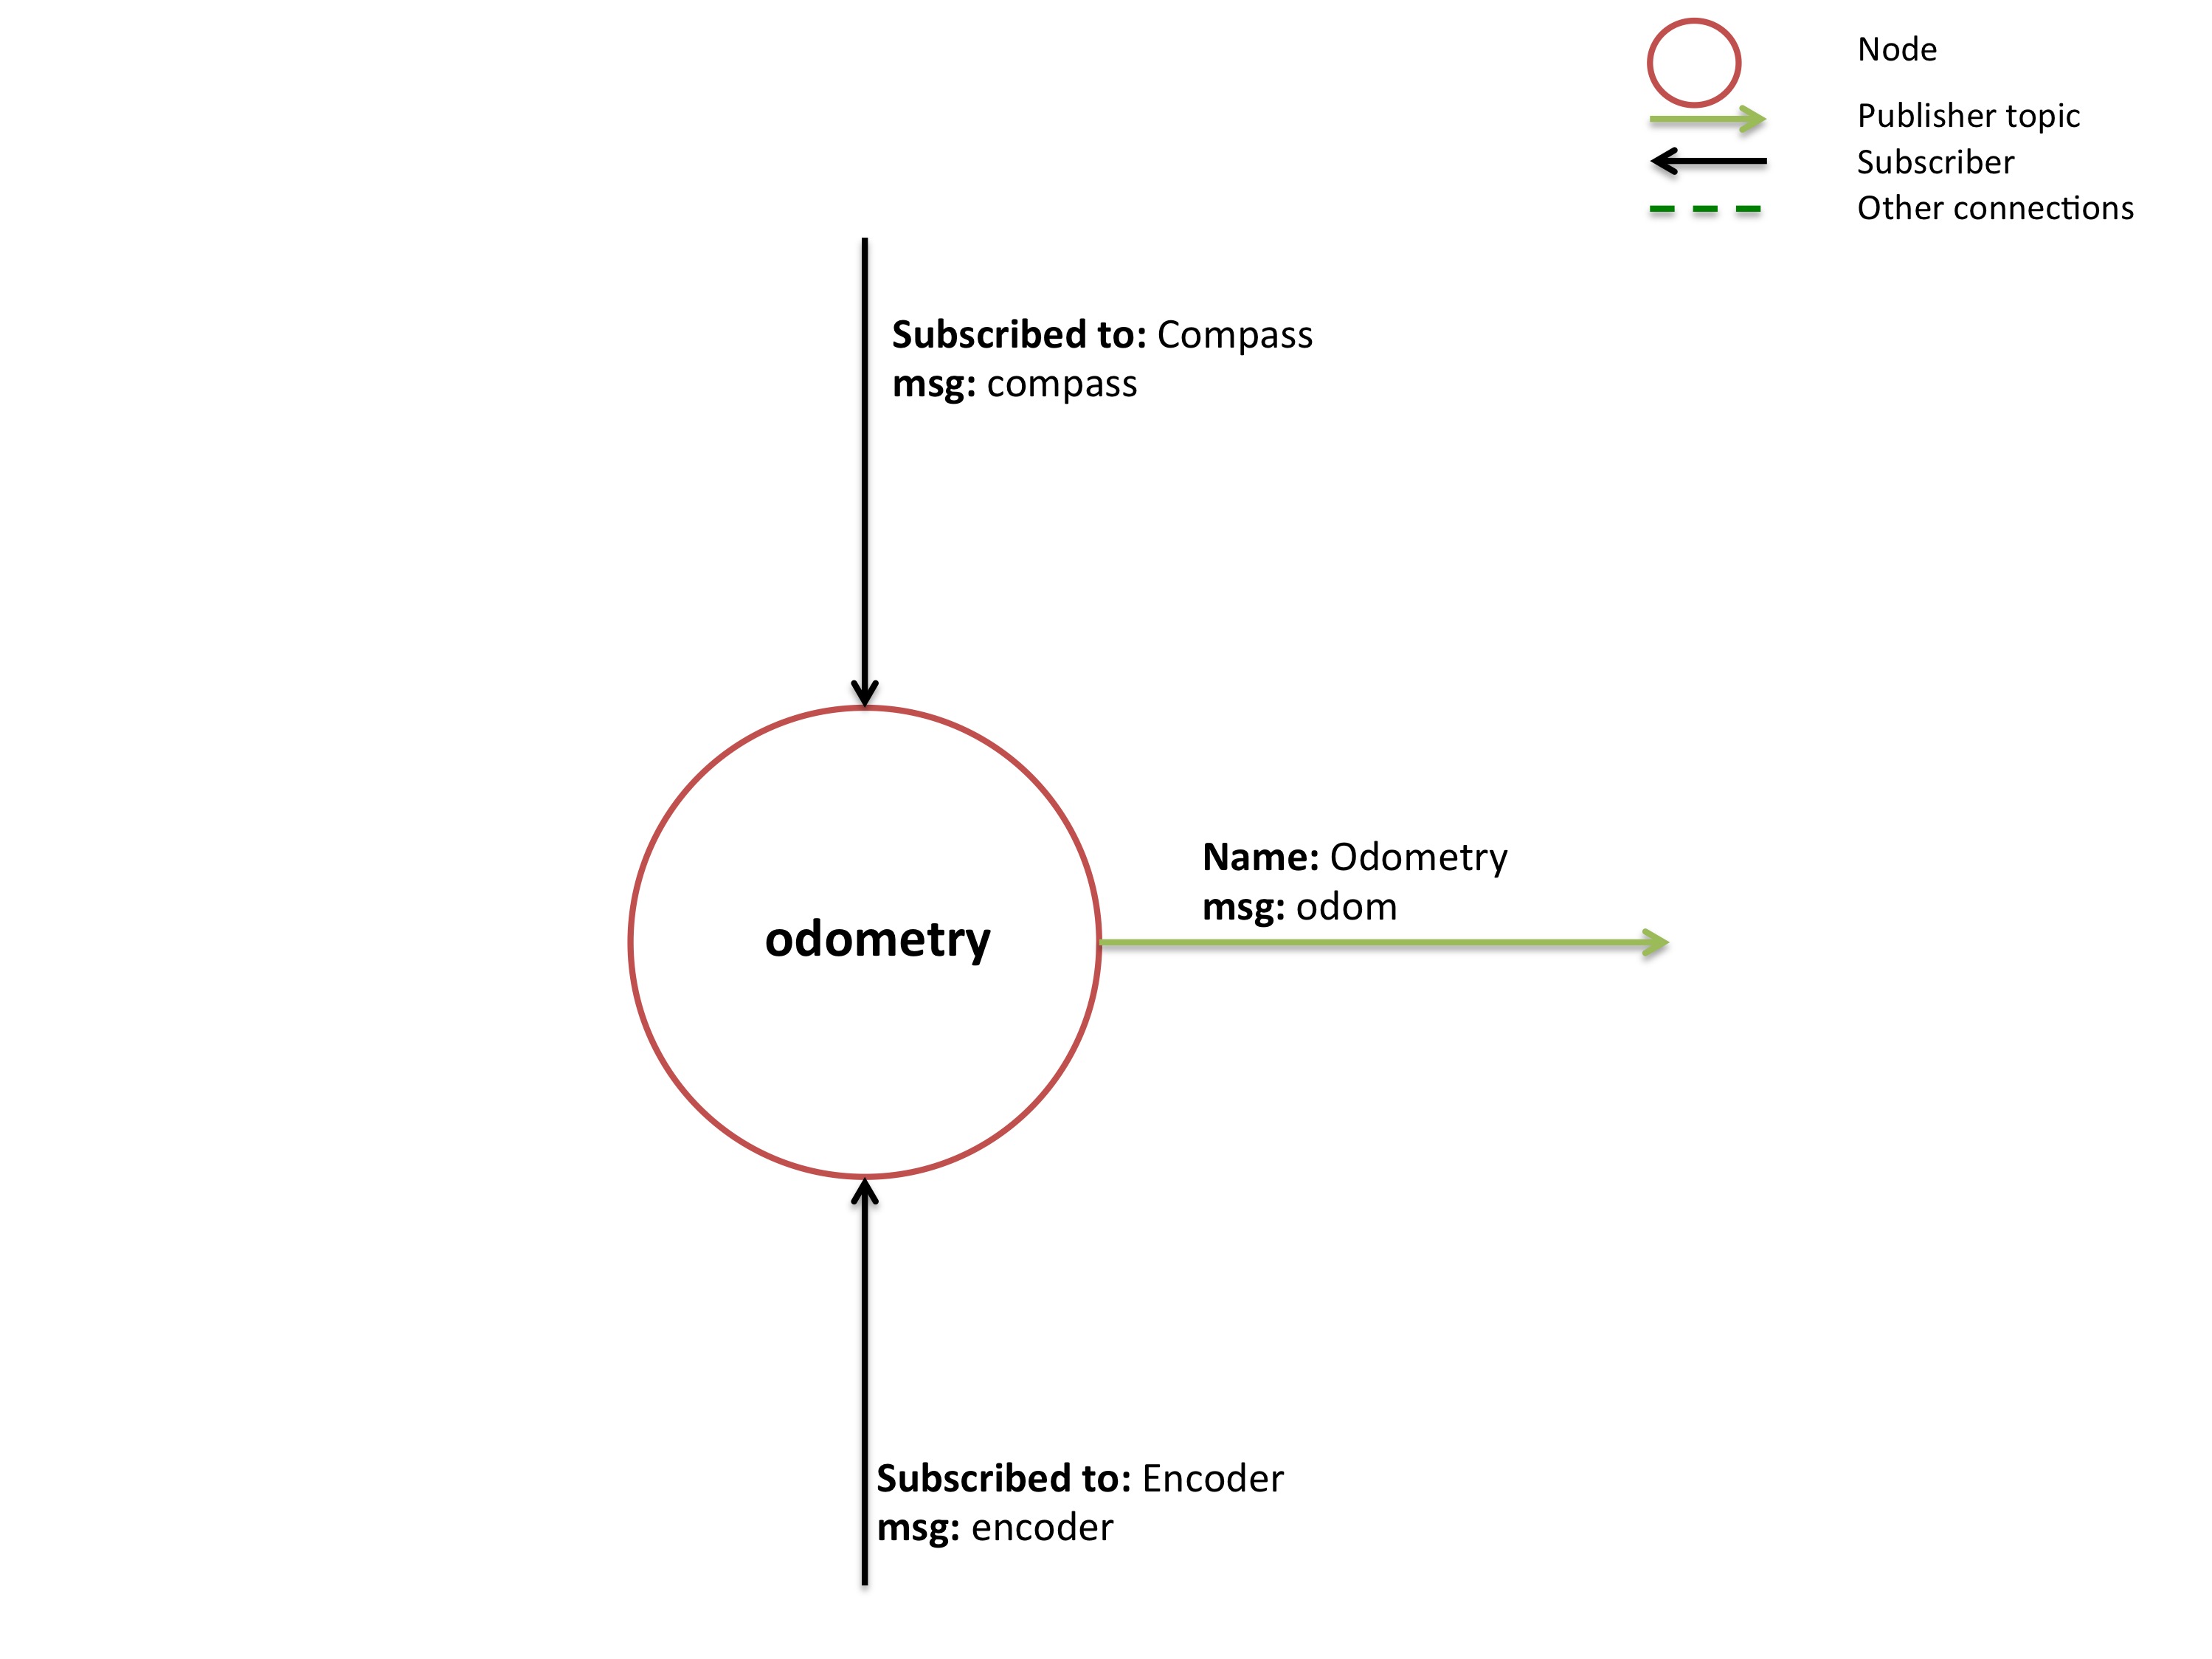 Node
Publisher topic
Subscriber
Other connections
Subscribed to: Compass
msg: compass
Name: Odometry
msg: odom
odometry
Subscribed to: Encoder
msg: encoder